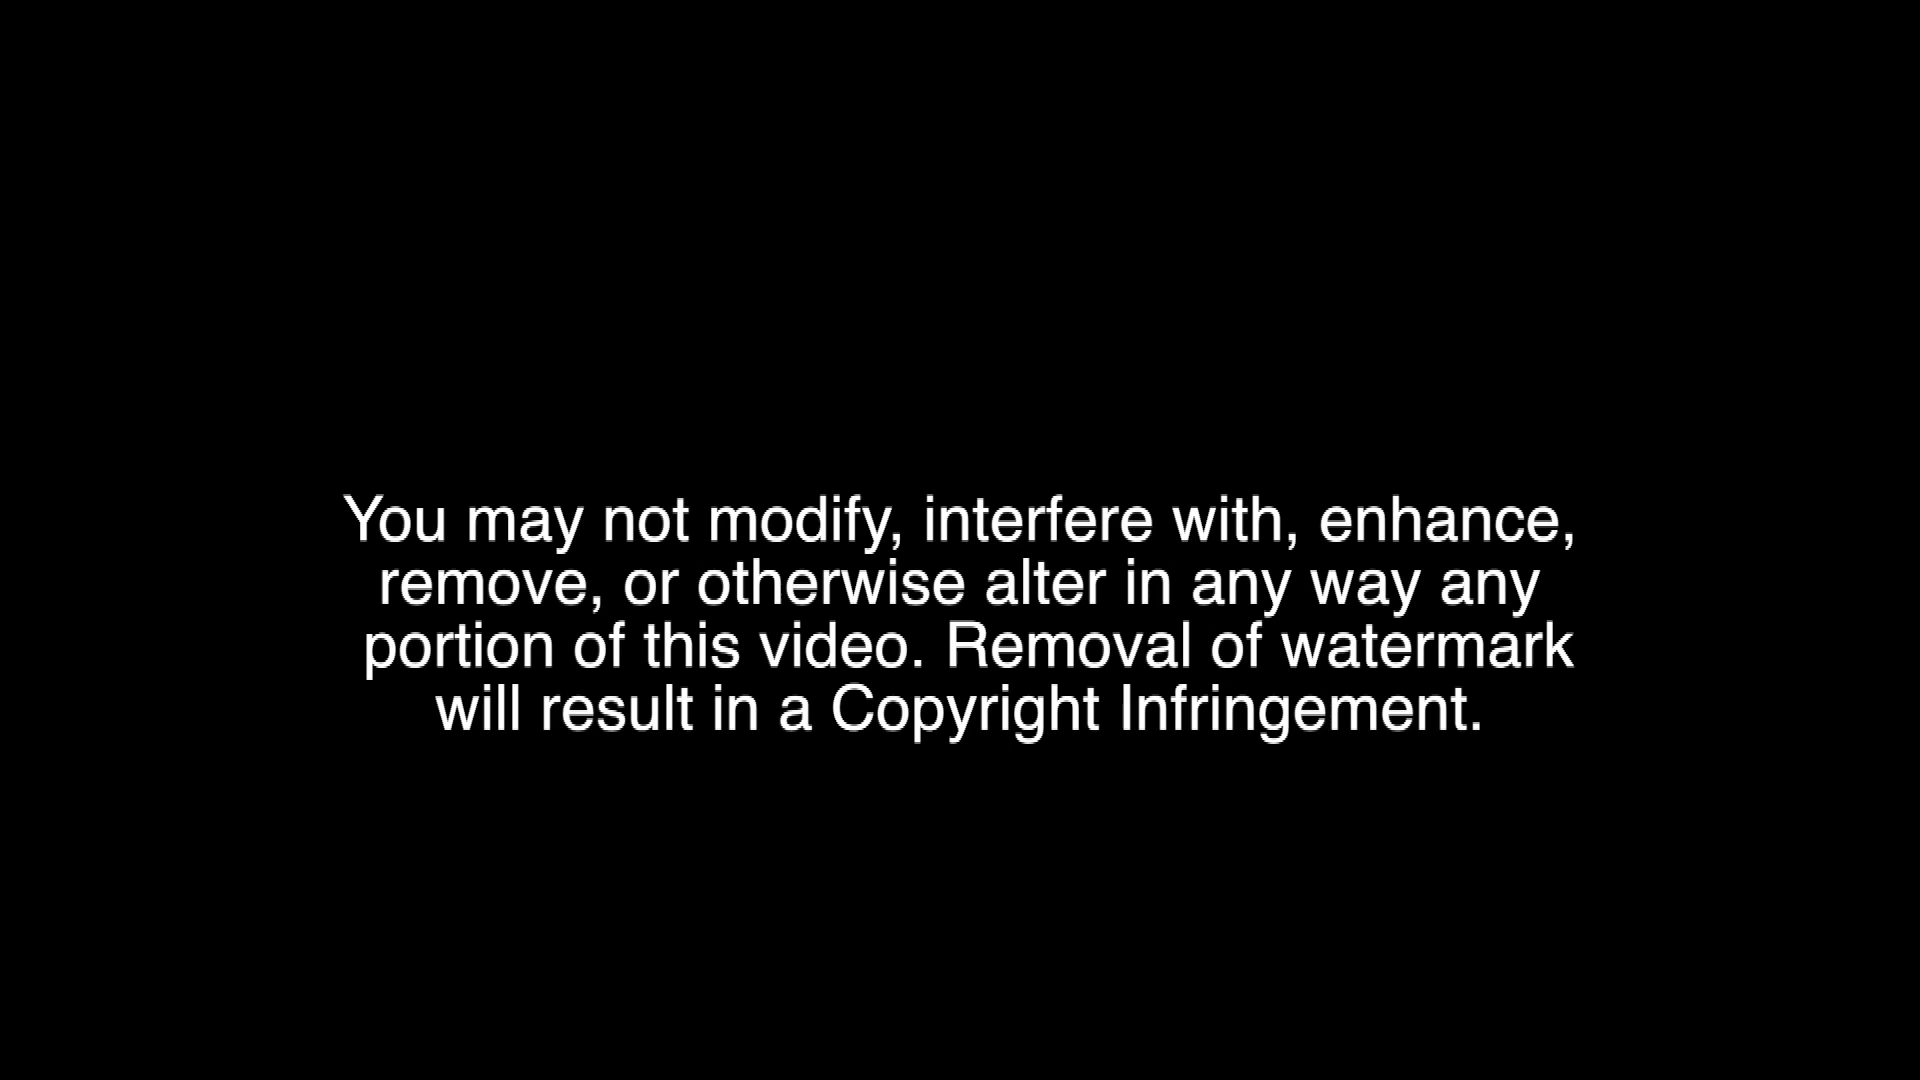 You may not modify, interfere with, enhance,
remove, or otherwise alter in any way any
portion of this video. Removal of watermark
will result in a Copyright Infringement.